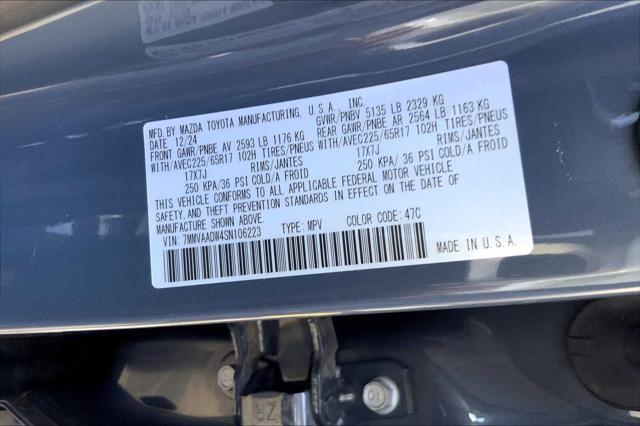 MFD. BY MAZDA TOYOTA MANUFACTURING, U.S.A., INC.
12/24 GVWR/PNBV 5135 LB 2329 KG
FRONT GAWR/PNBE AV 2593 LB 1176 KG REAR GAWR/PNBE AR 2564 LB 1163 KG
WITH/AVEC225/65R17 102H TIRES/PNEUS WITH/AVEC225/65R17 102H TIRES/PNEUS
17X7J RIMS/JANTES 17X7J RIMS/JANTES
250 KPA/36 PSI COLD/A FROID 250 KPA/36 PSI COLD/A FROID
THIS VEHICLE CONFORMS TO ALL APPLICABLE FEDERAL MOTOR VEHICLE
SAFETY, AND THEFT PREVENTION STANDARDS IN EFFECT ON THE DATE OF
MANUFACTURE SHOWN ABOVE.
VIN: 7MMVAADW4SN106223 TYPE: MPV COLOR CODE: 47C
MADE IN U.S.A.